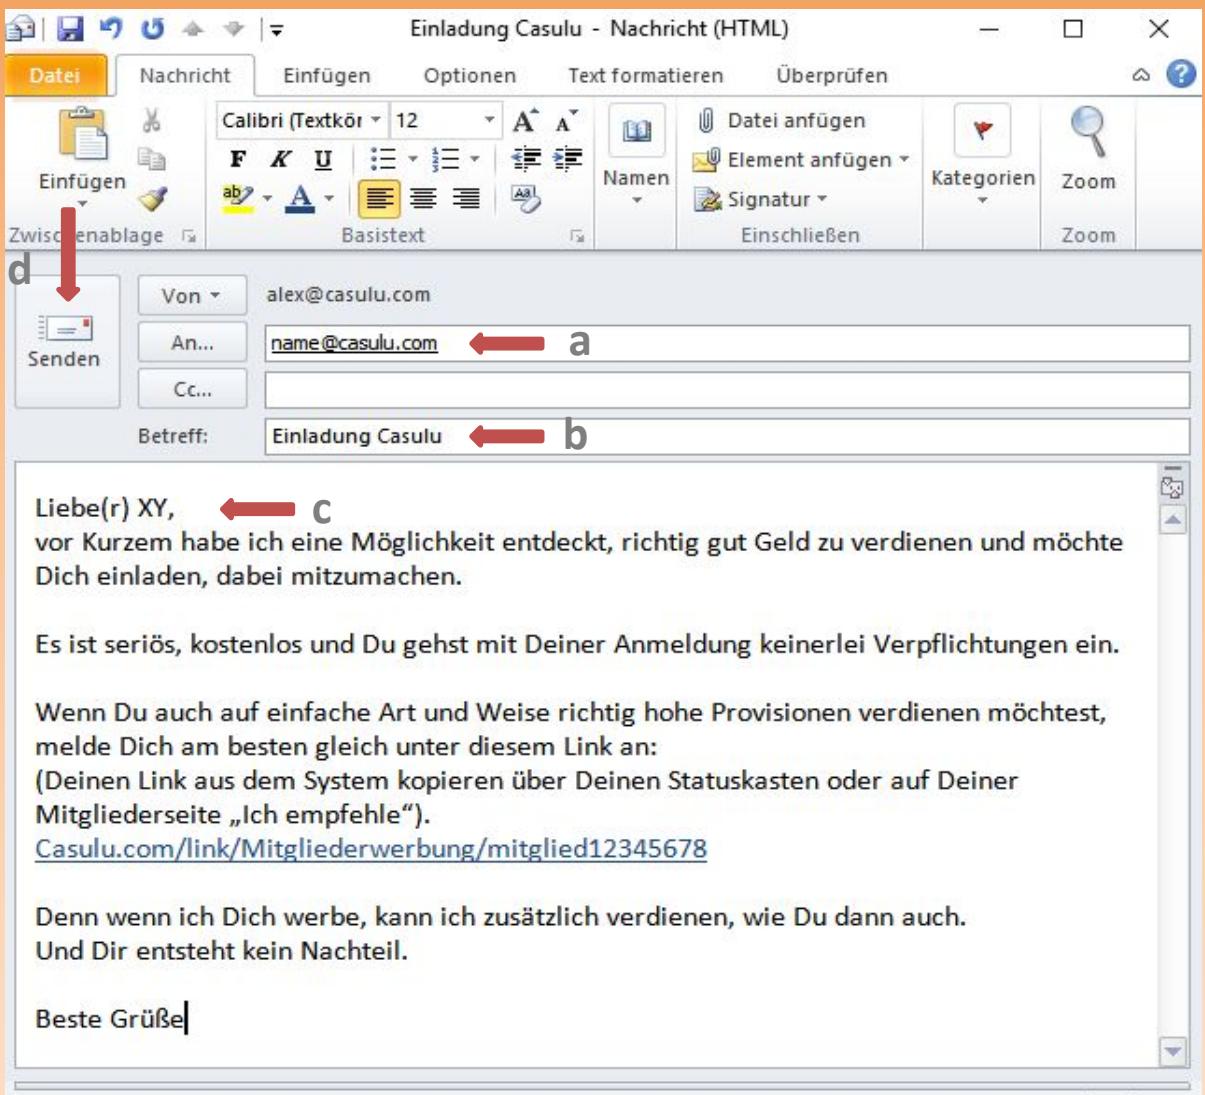 Einladung Casulu - Nachricht (HTML)
Datei Nachricht Einfügen Optionen Text formatieren Überprüfen
Calibri (Textkör 12
Datei anfügen
F K U
Element anfügen
Einfügen
Namen
Kategorien
Zoom
Signatur
Zwischenablage Basistext Einschließen Zoom
d
Von alex@casulu.com
An... name@casulu.com a
Senden
Cc...
Betreff: Einladung Casulu b
Liebe(r) XY, c
vor Kurzem habe ich eine Möglichkeit entdeckt, richtig gut Geld zu verdienen und möchte
Dich einladen, dabei mitzumachen.
Es ist seriös, kostenlos und Du gehst mit Deiner Anmeldung keinerlei Verpflichtungen ein.
Wenn Du auch auf einfache Art und Weise richtig hohe Provisionen verdienen möchtest,
melde Dich am besten gleich unter diesem Link an:
(Deinen Link aus dem System kopieren über Deinen Statuskasten oder auf Deiner
Mitgliederseite „Ich empfehle“).
Casulu.com/link/Mitgliederwerbung/mitglied12345678
Denn wenn ich Dich werbe, kann ich zusätzlich verdienen, wie Du dann auch.
Und Dir entsteht kein Nachteil.
Beste Grüße